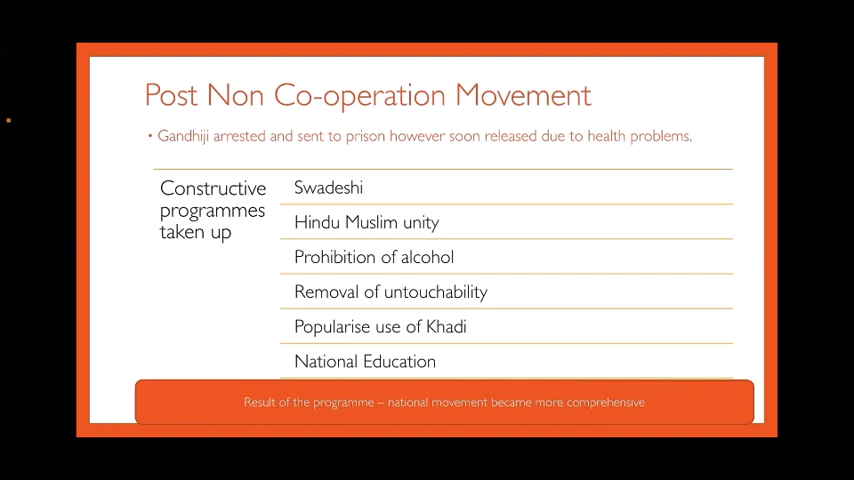 Post Non Co-operation Movement
• Gandhiji arrested and sent to prison however soon released due to health problems.
Constructive
programmes
taken up
Swadeshi
Hindu Muslim unity
Prohibition of alcohol
Removal of untouchability
Popularise use of Khadi
National Education
Result of the programme – national movement became more comprehensive